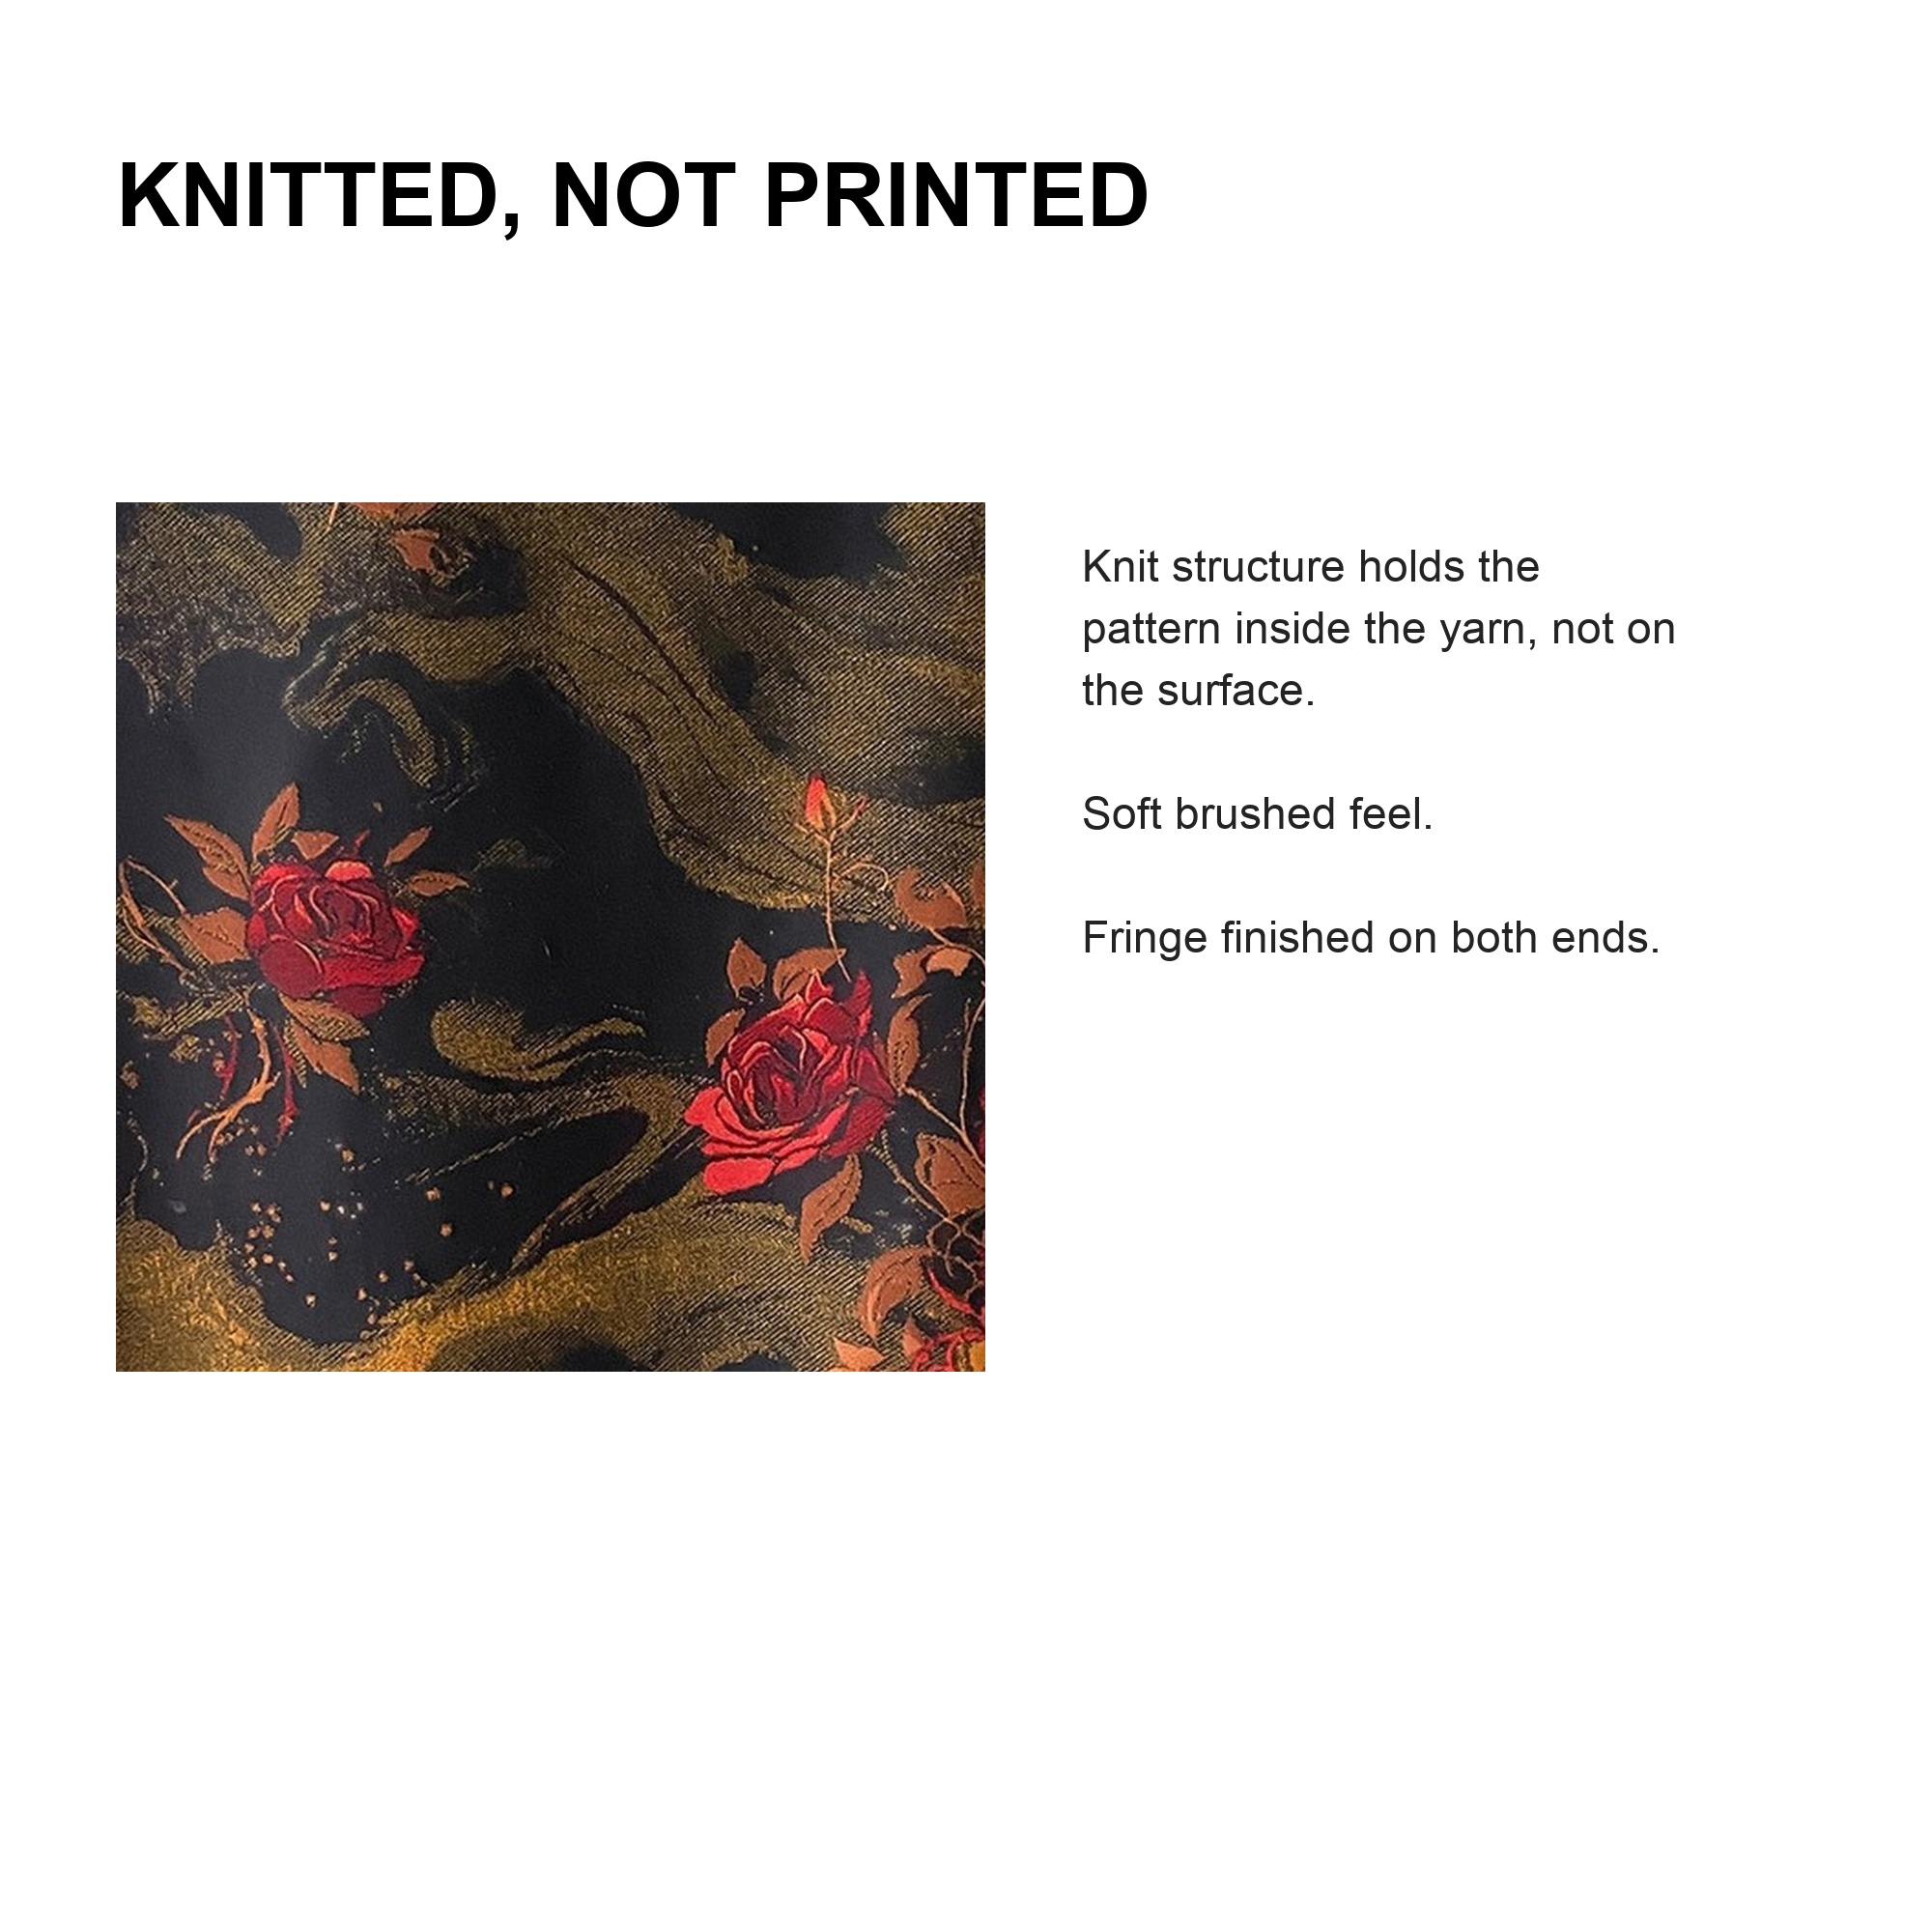 KNITTED, NOT PRINTED
Knit structure holds the
pattern inside the yarn, not on
the surface.
Soft brushed feel.
Fringe finished on both ends.